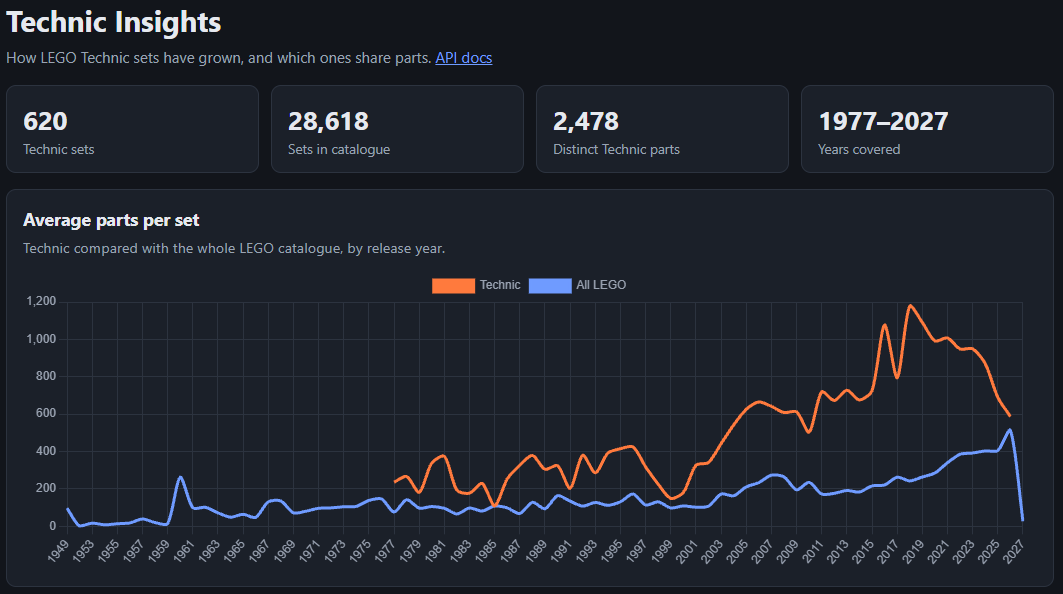 Technic Insights
How LEGO Technic sets have grown, and which ones share parts. API docs
620
Technic sets
28,618
Sets in catalogue
2,478
Distinct Technic parts
1977–2027
Years covered
Average parts per set
Technic compared with the whole LEGO catalogue, by release year.
Technic All LEGO
1,200
1,000
800
600
400
200
0
1949 1953 1955 1957 1959 1961 1963 1965 1967 1969 1971 1973 1975 1977 1979 1981 1983 1985 1987 1989 1991 1993 1995 1997 1999 2001 2003 2005 2007 2009 2011 2013 2015 2017 2019 2021 2023 2025 2027